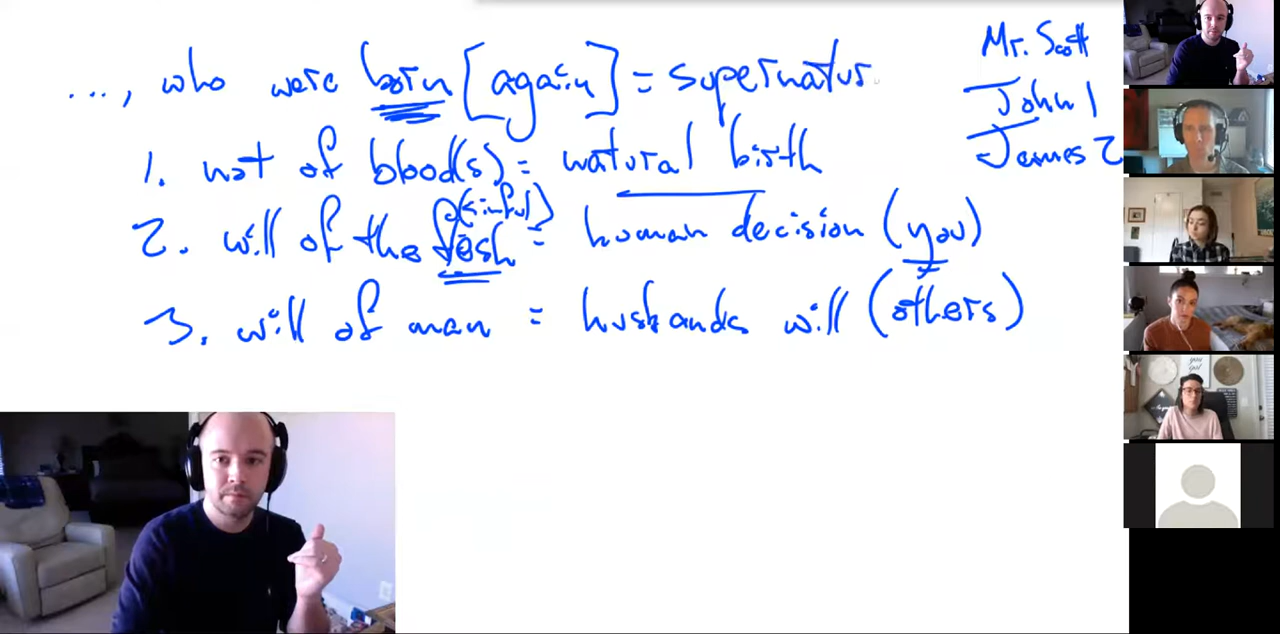 ..., who were born [again] = supernatur
1. not of blood(s) = natural birth
(sinful)
2. will of the flesh = human decision (you)
3. will of man = husbands will (others)
Mr. Scott
John 1
James 2